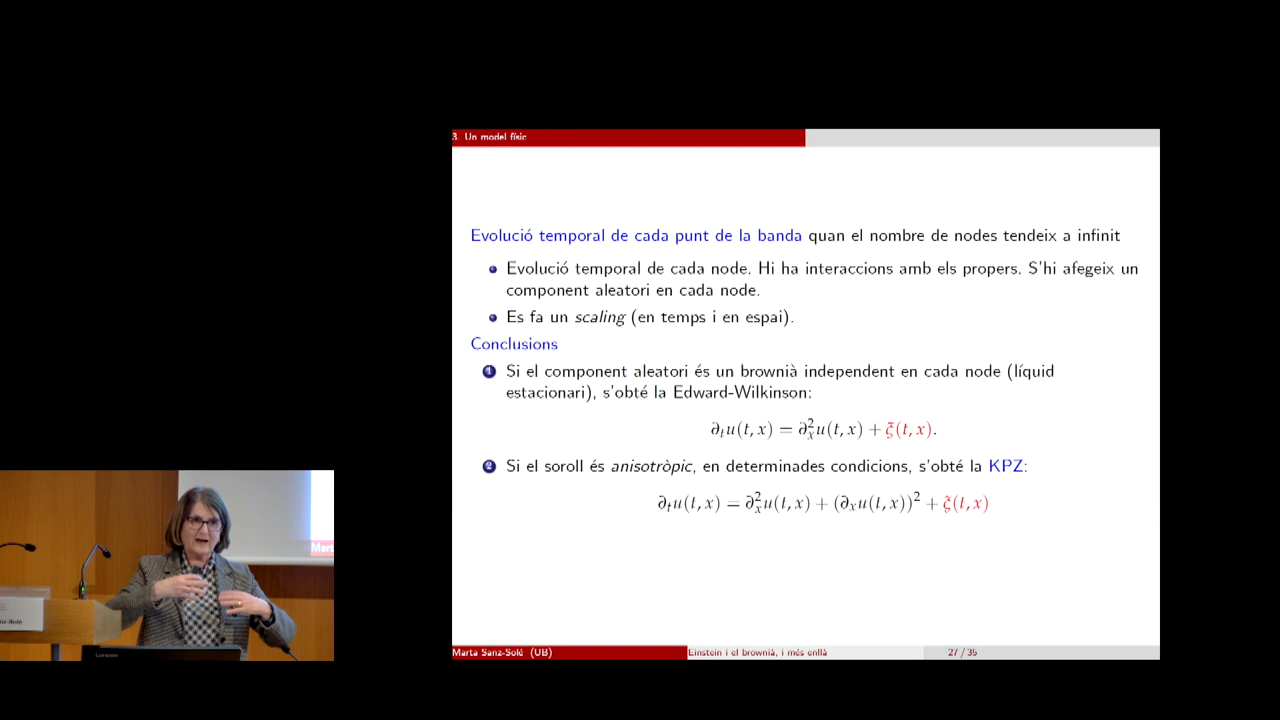 3. Un model físic
Evolució temporal de cada punt de la banda quan el nombre de nodes tendeix a infinit
Evolució temporal de cada node. Hi ha interaccions amb els propers. S'hi afegeix un
component aleatori en cada node.
Es fa un scaling (en temps i en espai).
Conclusions
1 Si el component aleatori és un brownià independent en cada node (líquid
estacionari), s'obté la Edward-Wilkinson:
∂ₜu(t, x) = ∂²ₓu(t, x) + ξ(t, x).
2 Si el soroll és anisotròpic, en determinades condicions, s'obté la KPZ:
∂ₜu(t, x) = ∂²ₓu(t, x) + (∂ₓu(t, x))² + ξ(t, x)
Marta Sanz-Solé (UB)
Einstein i el brownià, i més enllà
27 / 35